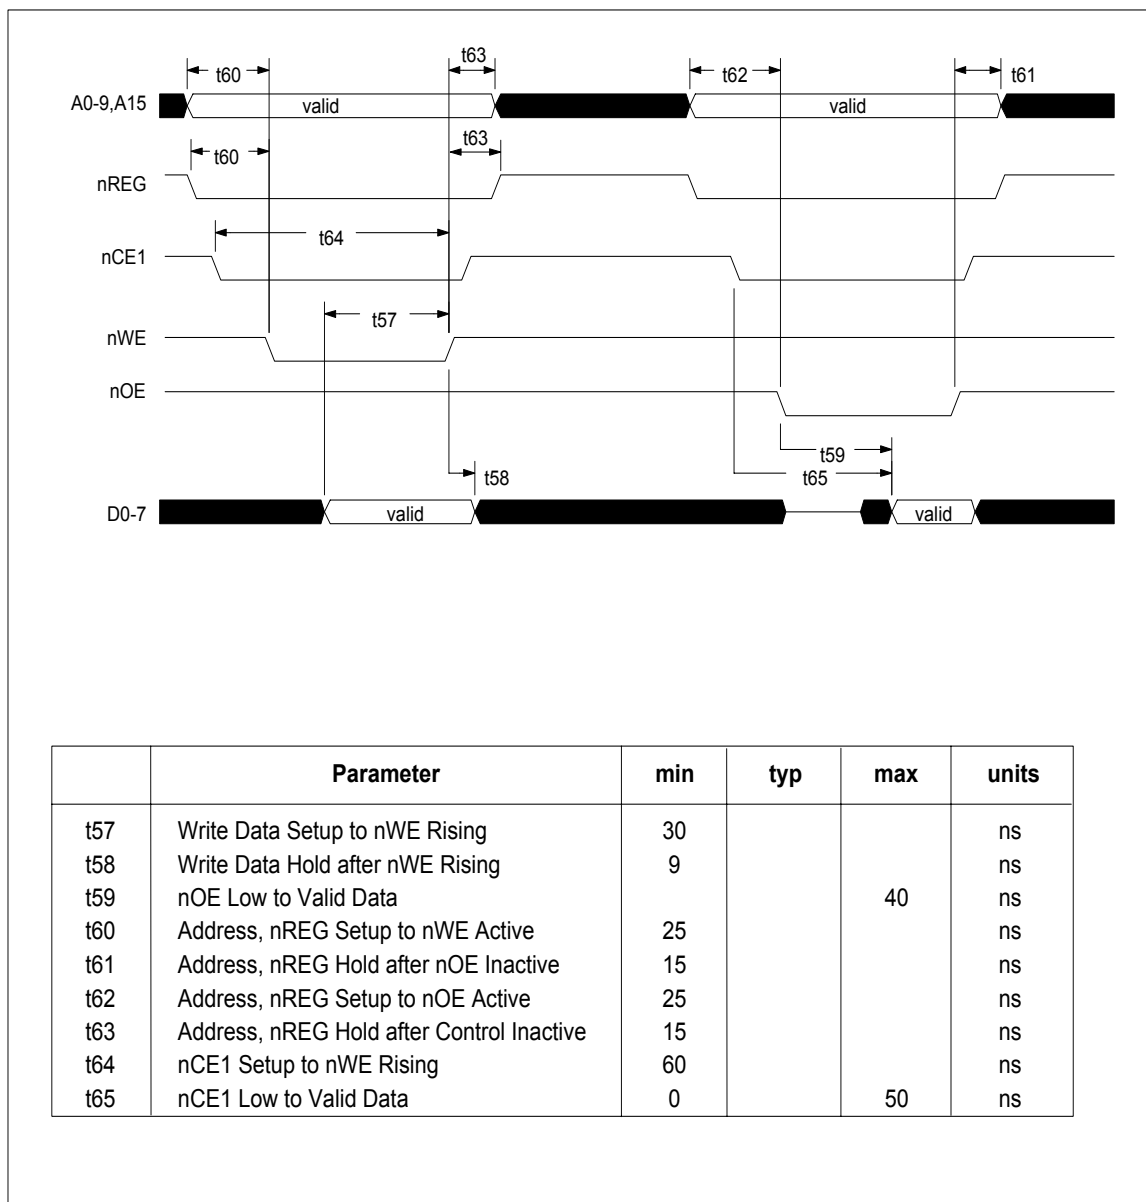 t60 t63 t62 t61
A0-9,A15 valid valid
t60 t63
nREG
t64
nCE1
t57
nWE
nOE
t59
t58 t65
D0-7 valid valid
Parameter min typ max units
t57 Write Data Setup to nWE Rising 30 ns
t58 Write Data Hold after nWE Rising 9 ns
t59 nOE Low to Valid Data 40 ns
t60 Address, nREG Setup to nWE Active 25 ns
t61 Address, nREG Hold after nOE Inactive 15 ns
t62 Address, nREG Setup to nOE Active 25 ns
t63 Address, nREG Hold after Control Inactive 15 ns
t64 nCE1 Setup to nWE Rising 60 ns
t65 nCE1 Low to Valid Data 0 50 ns